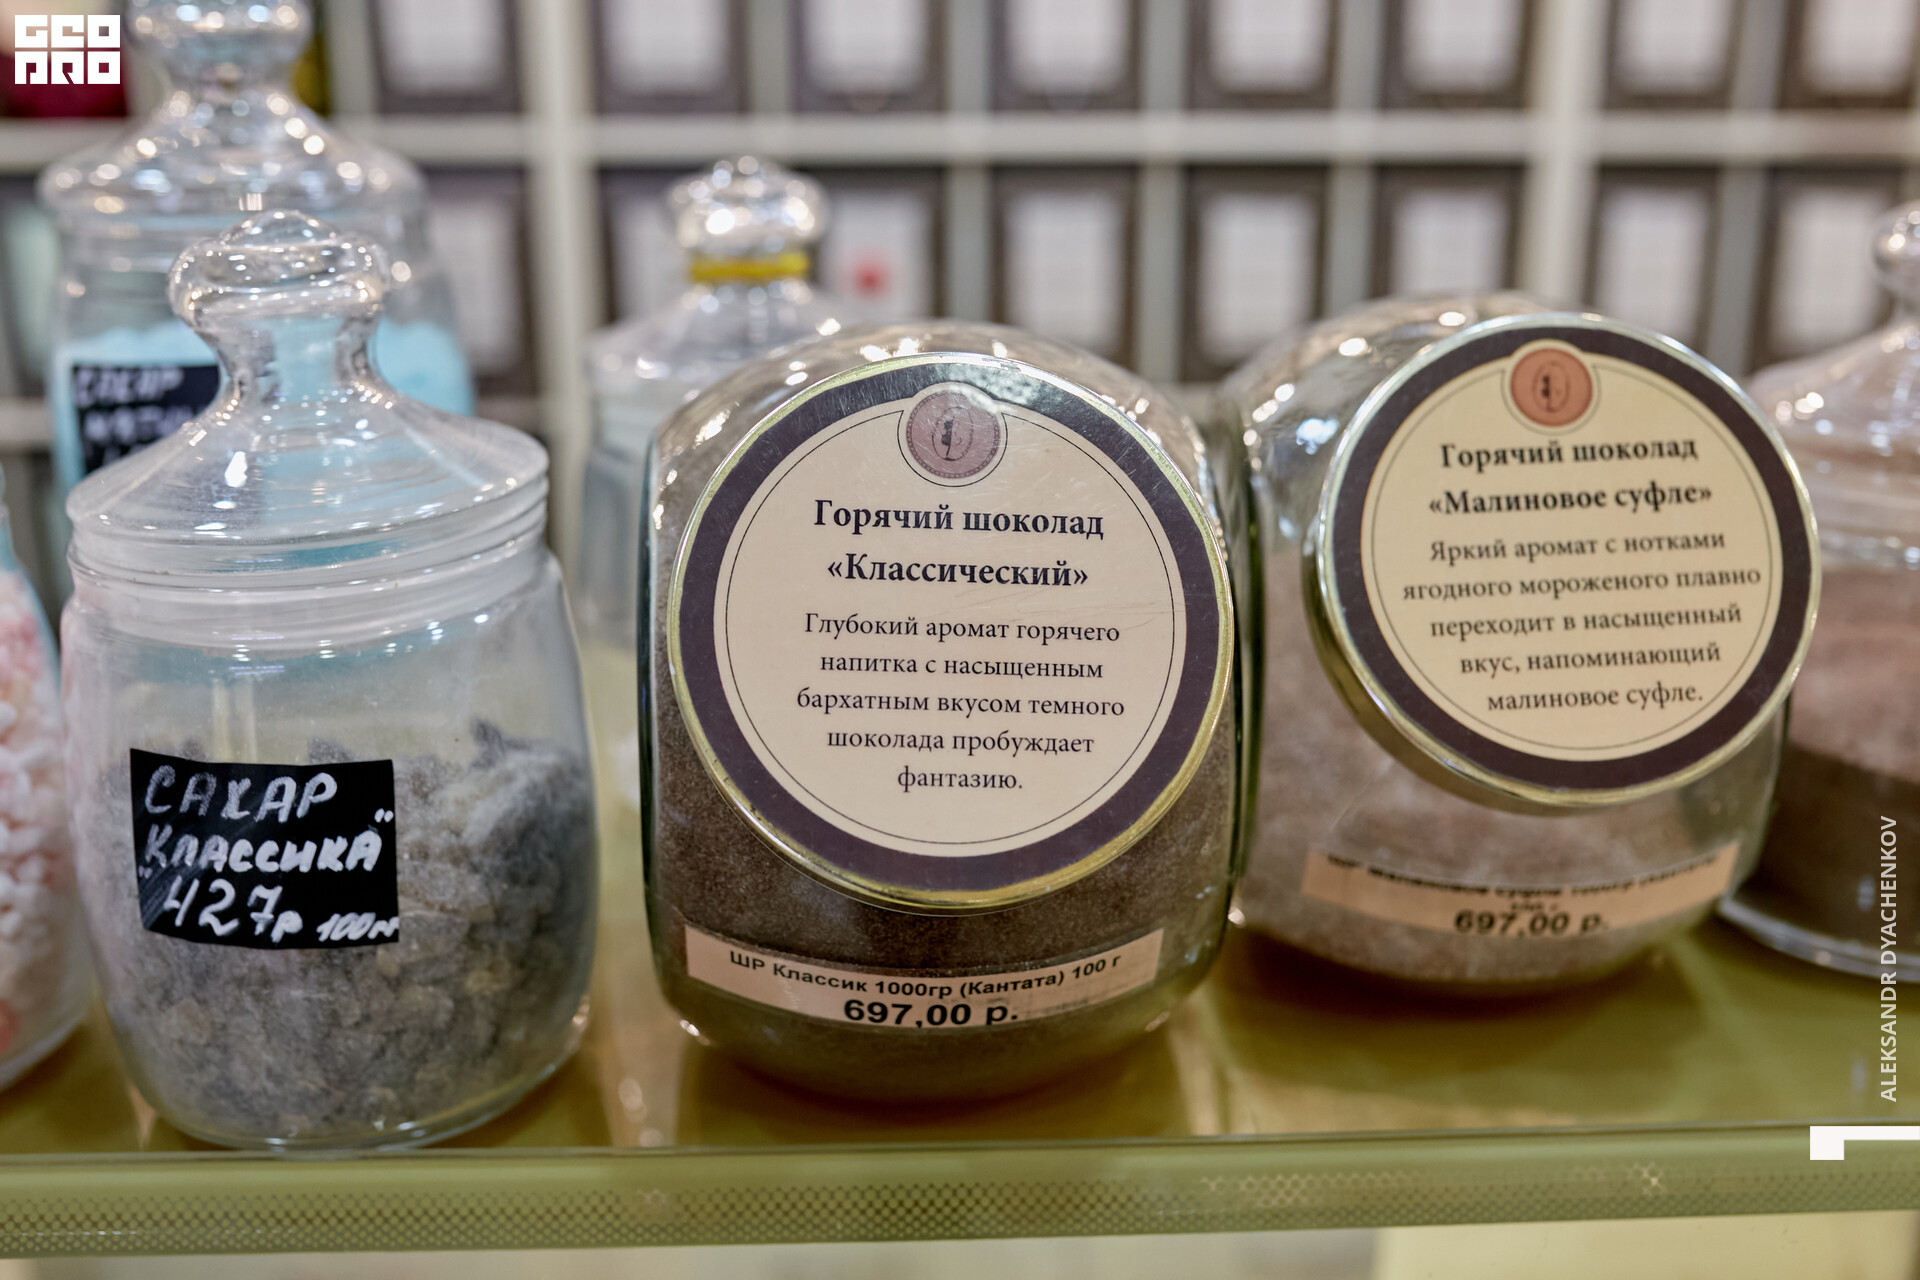 GEO
PRO
САХАР
САХАР
"КЛАССИКА"
427р 100гр
Горячий шоколад
«Классический»
Глубокий аромат горячего
напитка с насыщенным
бархатным вкусом темного
шоколада пробуждает
фантазию.
ШР Классик 1000гр (Кантата) 100 г
697,00 р.
Горячий шоколад
«Малиновое суфле»
Яркий аромат с нотками
ягодного мороженого плавно
переходит в насыщенный
вкус, напоминающий
малиновое суфле.
697,00 р.
ALEKSANDR DYACHENKOV